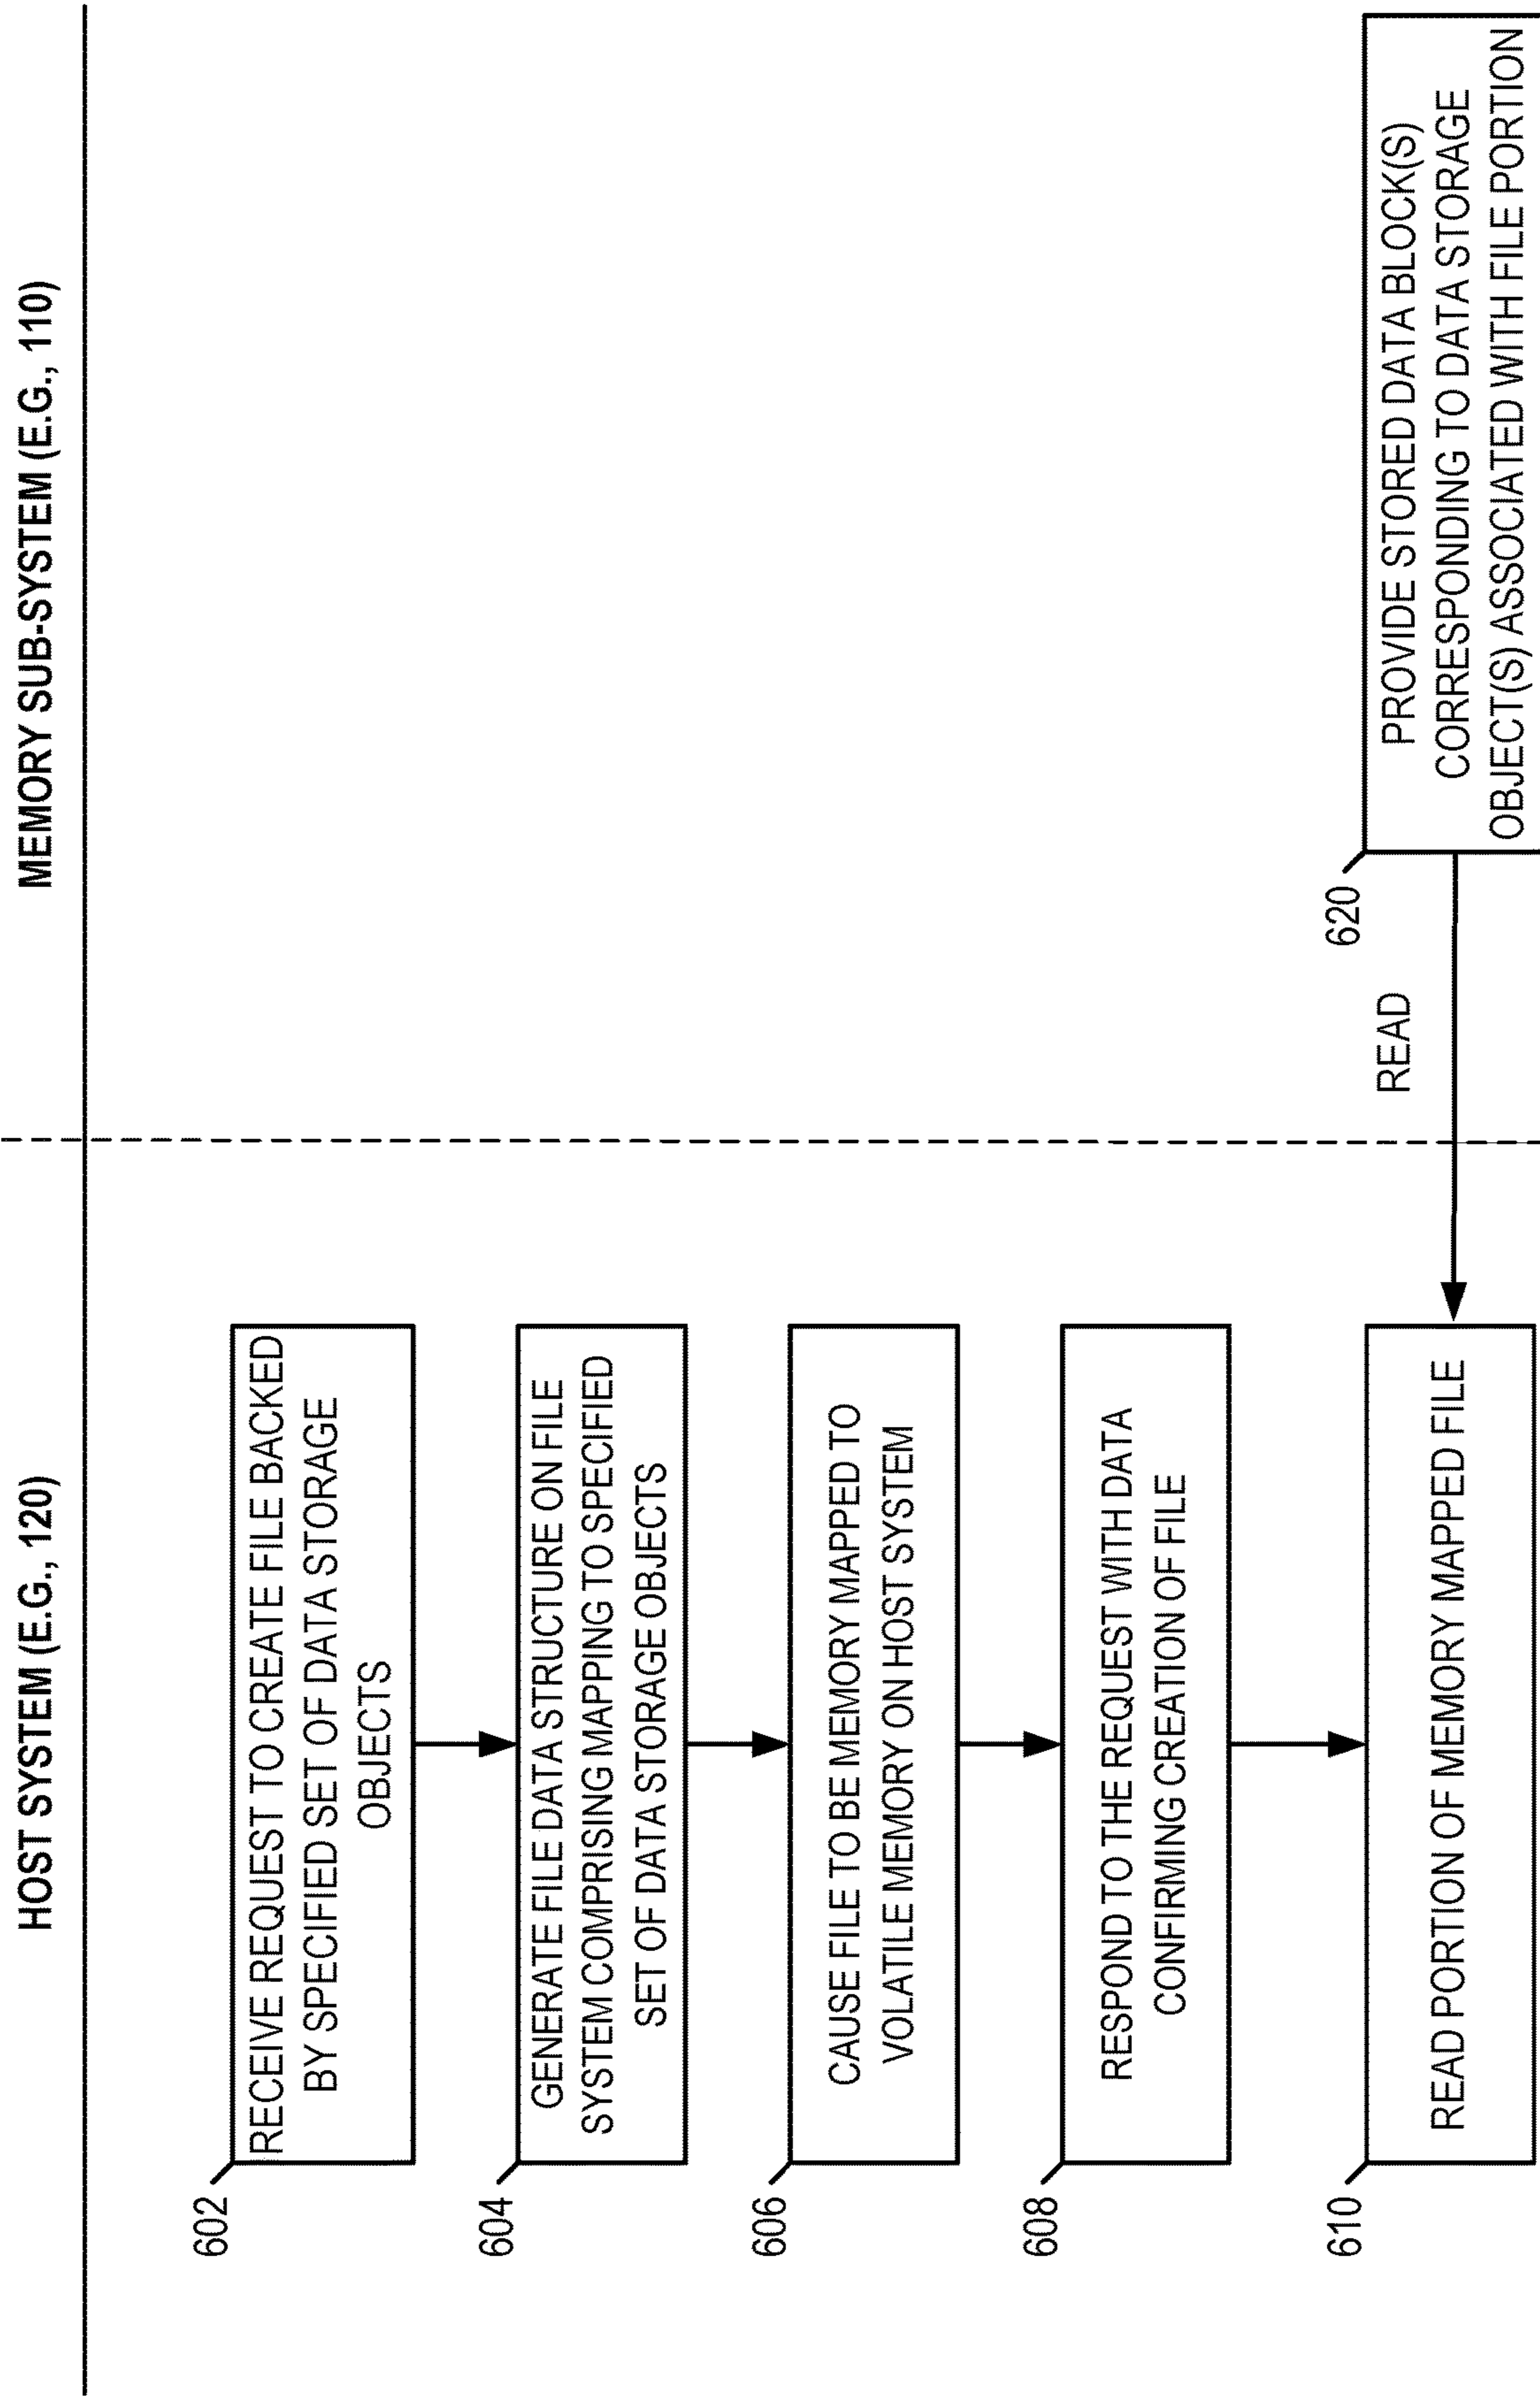 HOST SYSTEM (E.G., 120)
MEMORY SUB-SYSTEM (E.G., 110)
602
RECEIVE REQUEST TO CREATE FILE BACKED
BY SPECIFIED SET OF DATA STORAGE
OBJECTS
604
GENERATE FILE DATA STRUCTURE ON FILE
SYSTEM COMPRISING MAPPING TO SPECIFIED
SET OF DATA STORAGE OBJECTS
606
CAUSE FILE TO BE MEMORY MAPPED TO
VOLATILE MEMORY ON HOST SYSTEM
608
RESPOND TO THE REQUEST WITH DATA
CONFIRMING CREATION OF FILE
610
READ PORTION OF MEMORY MAPPED FILE
READ
620
PROVIDE STORED DATA BLOCK(S)
CORRESPONDING TO DATA STORAGE
OBJECT(S) ASSOCIATED WITH FILE PORTION